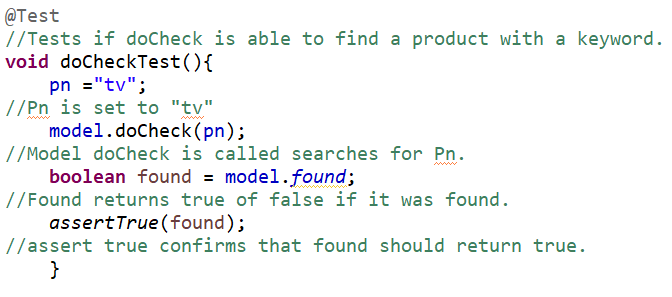 @Test
//Tests if doCheck is able to find a product with a keyword.
void doCheckTest(){
pn ="tv";
//Pn is set to "tv"
model.doCheck(pn);
//Model doCheck is called searches for Pn.
boolean found = model.found;
//Found returns true of false if it was found.
assertTrue(found);
//assert true confirms that found should return true.
}